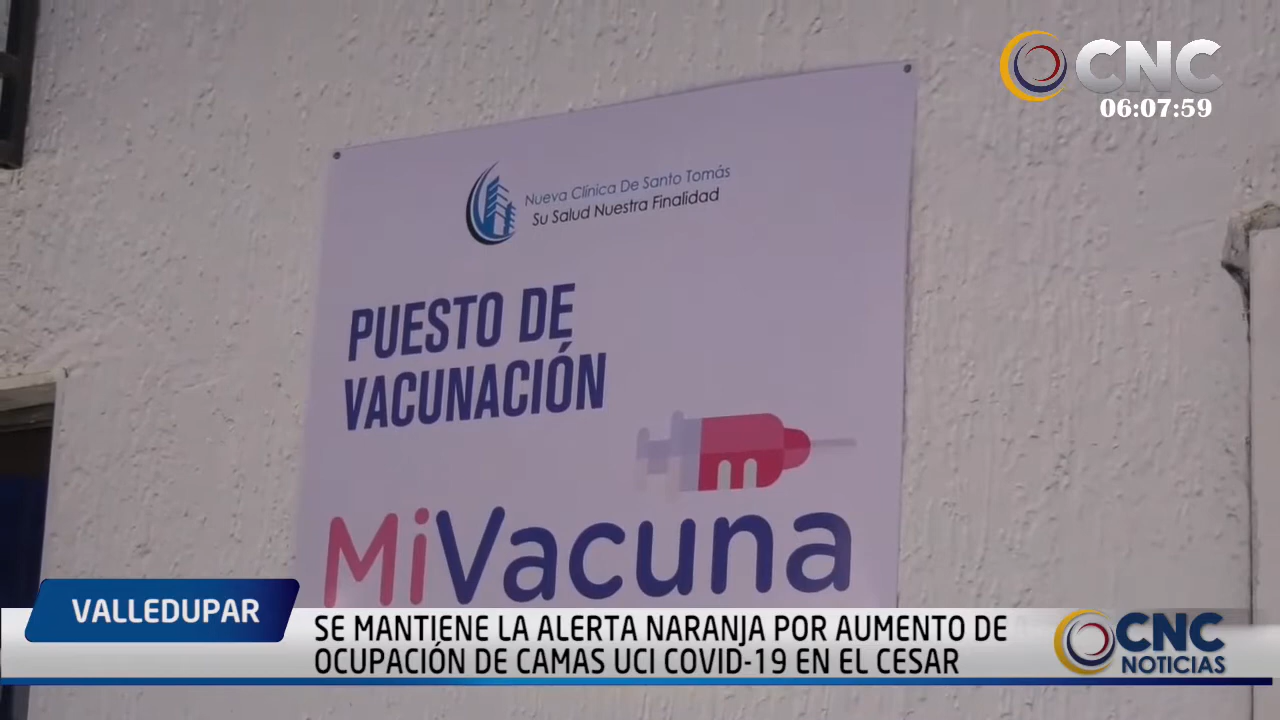 CNC
06:07:59
Nueva Clínica De Santo Tomás
Su Salud Nuestra Finalidad
PUESTO DE
VACUNACIÓN
MiVacuna
VALLEDUPAR
SE MANTIENE LA ALERTA NARANJA POR AUMENTO DE
OCUPACIÓN DE CAMAS UCI COVID-19 EN EL CESAR
CNC
NOTICIAS